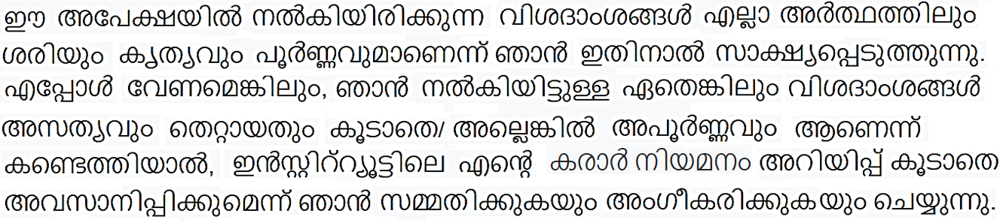 ഈ അപേക്ഷയിൽ നൽകിയിരിക്കുന്ന വിശദാംശങ്ങൾ എല്ലാ അർത്ഥത്തിലും
ശരിയും കൃത്യവും പൂർണ്ണവുമാണെന്ന് ഞാൻ ഇതിനാൽ സാക്ഷ്യപ്പെടുത്തുന്നു.
എപ്പോൾ വേണമെങ്കിലും, ഞാൻ നൽകിയിട്ടുള്ള ഏതെങ്കിലും വിശദാംശങ്ങൾ
അസത്യവും തെറ്റായതും കൂടാതെ/ അല്ലെങ്കിൽ അപൂർണ്ണവും ആണെന്ന്
കണ്ടെത്തിയാൽ, ഇൻസ്റ്റിറ്റ്യൂട്ടിലെ എന്റെ കരാർ നിയമനം അറിയിപ്പ് കൂടാതെ
അവസാനിപ്പിക്കുമെന്ന് ഞാൻ സമ്മതിക്കുകയും അംഗീകരിക്കുകയും ചെയ്യുന്നു.